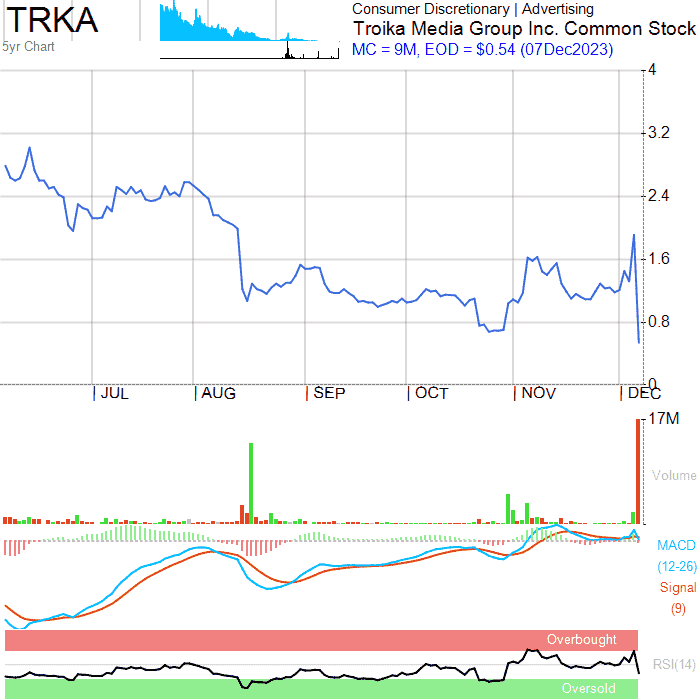 TRKA
5yr Chart
Consumer Discretionary | Advertising
Troika Media Group Inc. Common Stock
MC = 9M, EOD = $0.54 (07Dec2023)
4
3.2
2.4
1.6
0.8
0
JUL AUG SEP OCT NOV DEC
17M
Volume
MACD
(12-26)
Signal
(9)
Overbought
RSI(14)
Oversold